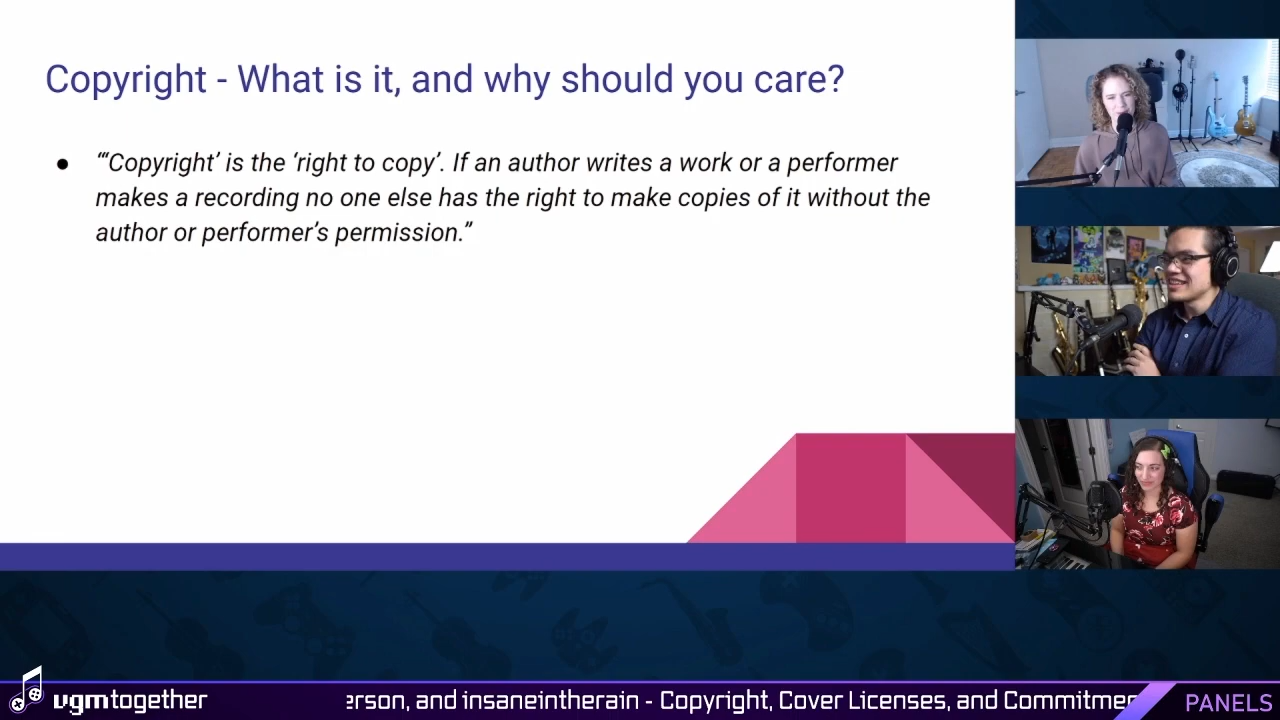 Copyright - What is it, and why should you care?
● “‘Copyright’ is the ‘right to copy’. If an author writes a work or a performer
makes a recording no one else has the right to make copies of it without the
author or performer’s permission.”
vgmtogether
erson, and insaneintherain - Copyright, Cover Licenses, and Commitmer
PANELS